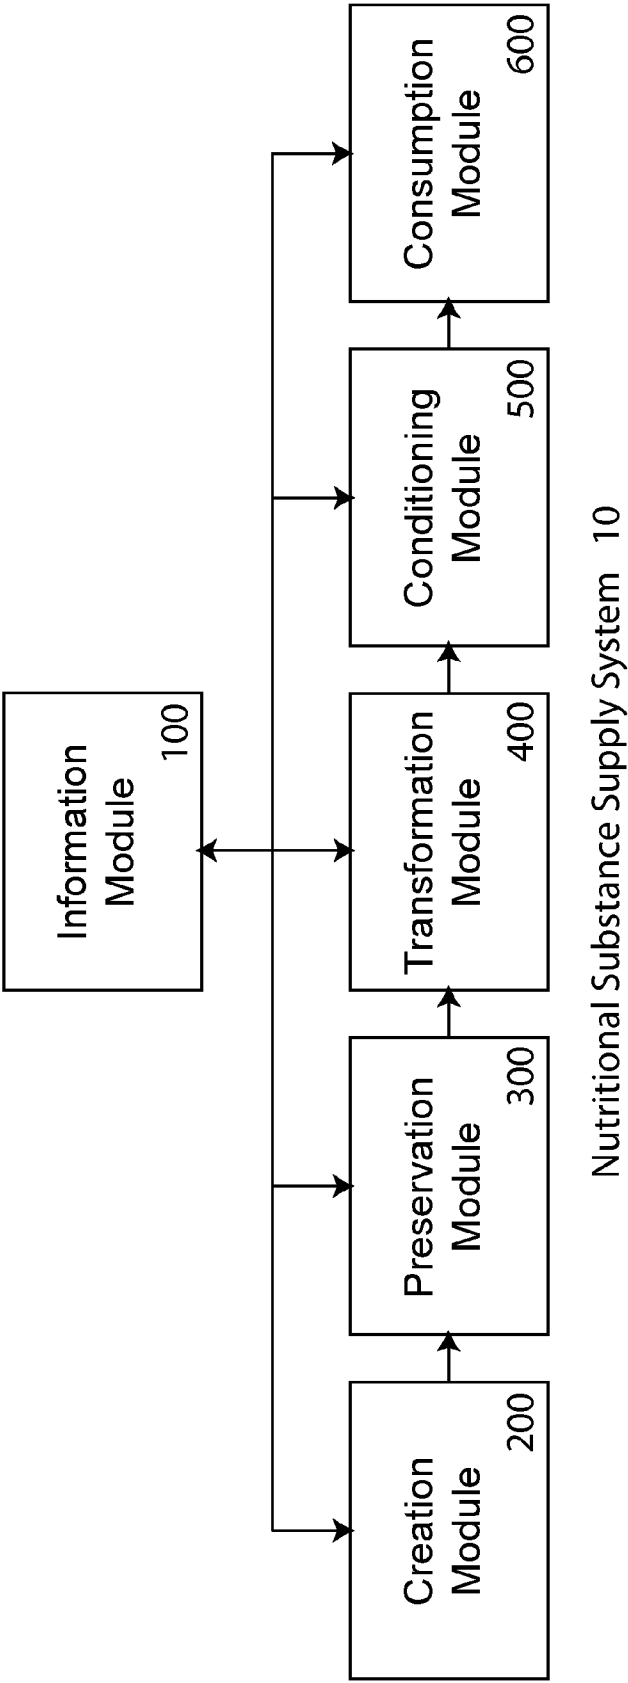 Information
Module
100
Creation
Module
200
Preservation
Module
300
Transformation
Module
400
Conditioning
Module
500
Consumption
Module
600
Nutritional Substance Supply System 10